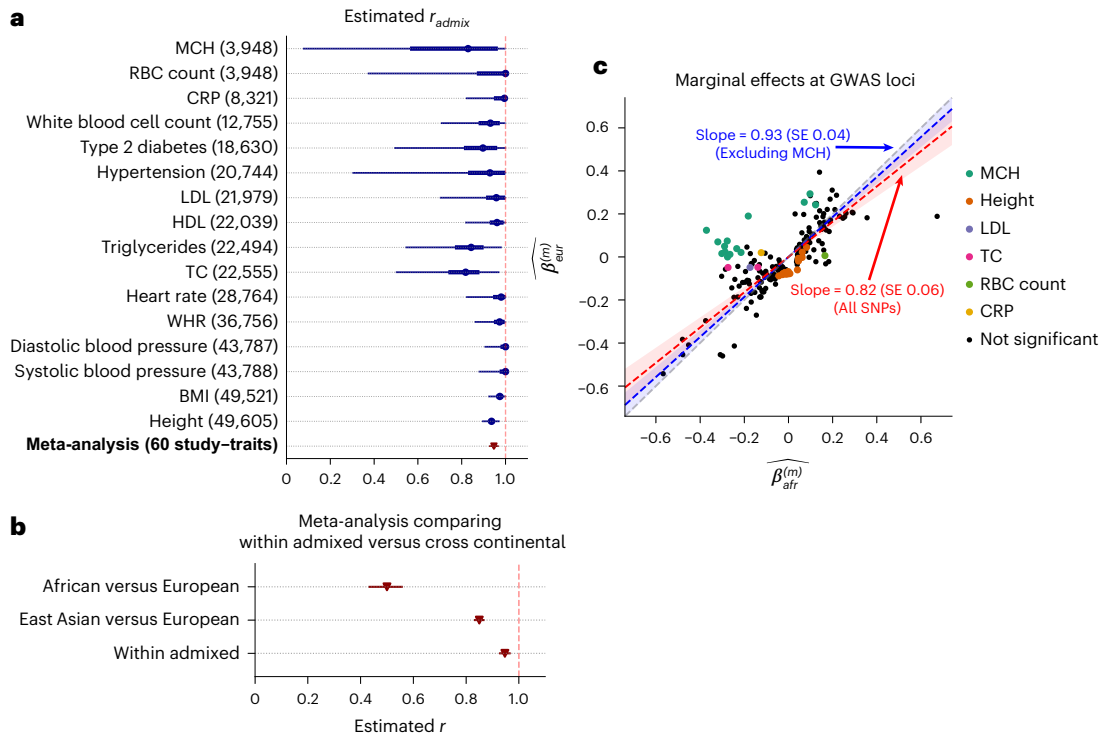 a
Estimated r_admix
MCH (3,948)
RBC count (3,948)
CRP (8,321)
White blood cell count (12,755)
Type 2 diabetes (18,630)
Hypertension (20,744)
LDL (21,979)
HDL (22,039)
Triglycerides (22,494)
TC (22,555)
Heart rate (28,764)
WHR (36,756)
Diastolic blood pressure (43,787)
Systolic blood pressure (43,788)
BMI (49,521)
Height (49,605)
Meta-analysis (60 study–traits)
0 0.2 0.4 0.6 0.8 1.0
b
Meta-analysis comparing
within admixed versus cross continental
African versus European
East Asian versus European
Within admixed
0 0.2 0.4 0.6 0.8 1.0
Estimated r
c
Marginal effects at GWAS loci
Slope = 0.93 (SE 0.04)
(Excluding MCH)
Slope = 0.82 (SE 0.06)
(All SNPs)
0.6
0.4
0.2
0
−0.2
−0.4
−0.6
β_eur^(m)
−0.6 −0.4 −0.2 0 0.2 0.4 0.6
β_afr^(m)
MCH
Height
LDL
TC
RBC count
CRP
Not significant